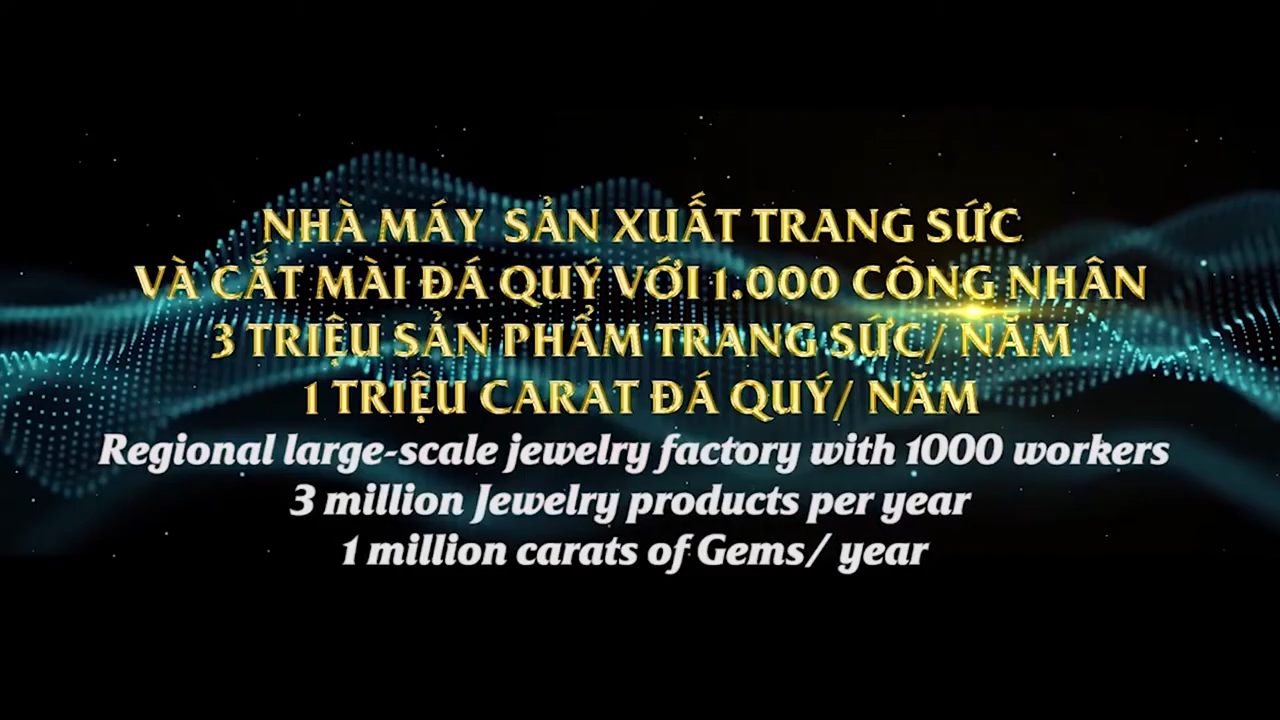 NHÀ MÁY SẢN XUẤT TRANG SỨC
VÀ CẮT MÀI ĐÁ QUÝ VỚI 1.000 CÔNG NHÂN
3 TRIỆU SẢN PHẨM TRANG SỨC/ NĂM
1 TRIỆU CARAT ĐÁ QUÝ/ NĂM
Regional large-scale jewelry factory with 1000 workers
3 million Jewelry products per year
1 million carats of Gems/ year